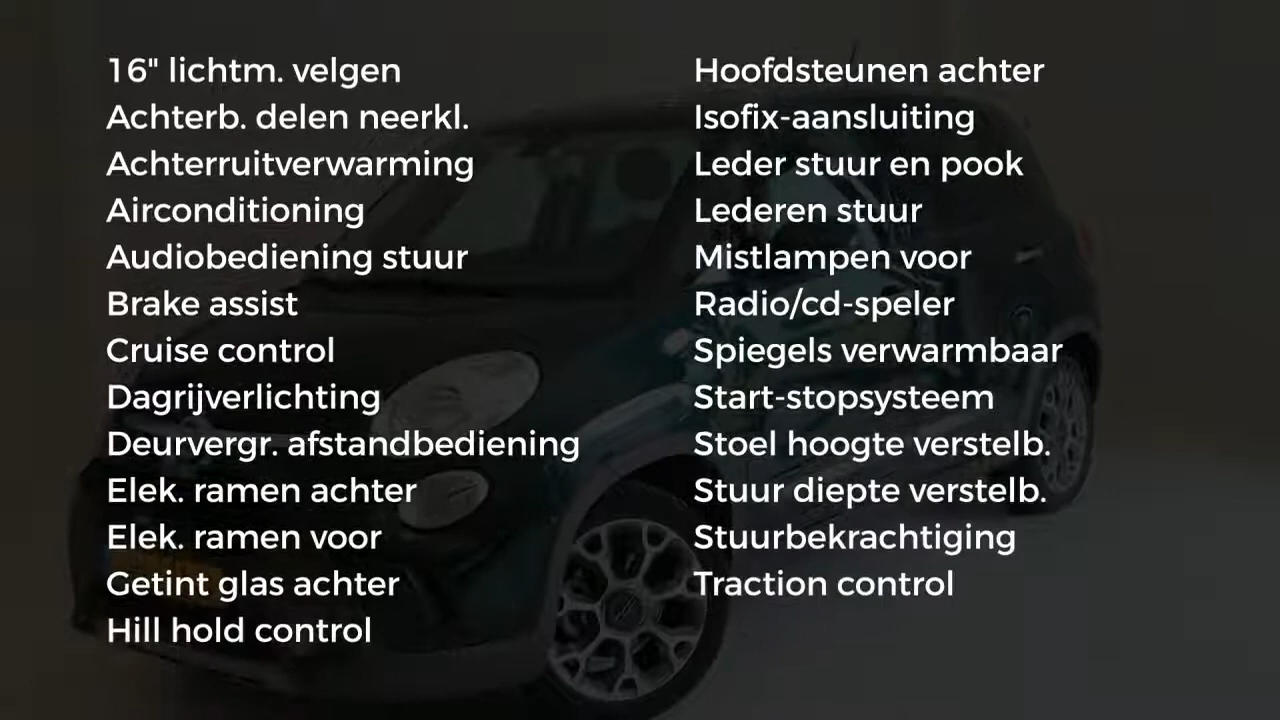 16" lichtm. velgen
Achterb. delen neerkl.
Achterruitverwarming
Airconditioning
Audiobediening stuur
Brake assist
Cruise control
Dagrijverlichting
Deurvergr. afstandbediening
Elek. ramen achter
Elek. ramen voor
Getint glas achter
Hill hold control
Hoofdsteunen achter
Isofix-aansluiting
Leder stuur en pook
Lederen stuur
Mistlampen voor
Radio/cd-speler
Spiegels verwarmbaar
Start-stopsysteem
Stoel hoogte verstelb.
Stuur diepte verstelb.
Stuurbekrachtiging
Traction control